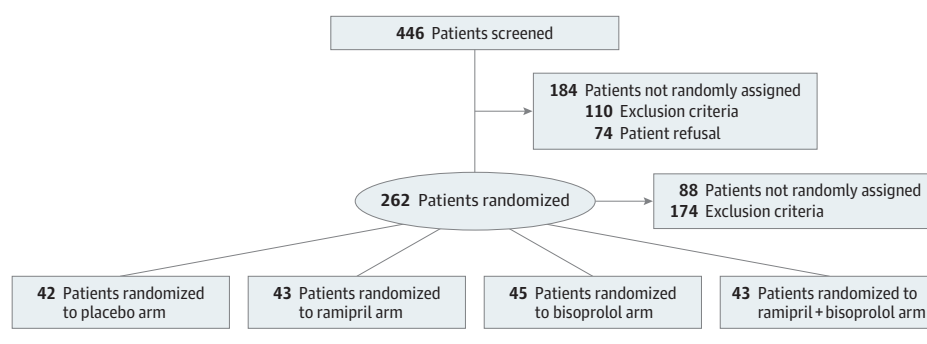 446 Patients screened
184 Patients not randomly assigned
110 Exclusion criteria
74 Patient refusal
262 Patients randomized
88 Patients not randomly assigned
174 Exclusion criteria
42 Patients randomized
to placebo arm
43 Patients randomized
to ramipril arm
45 Patients randomized
to bisoprolol arm
43 Patients randomized to
ramipril + bisoprolol arm